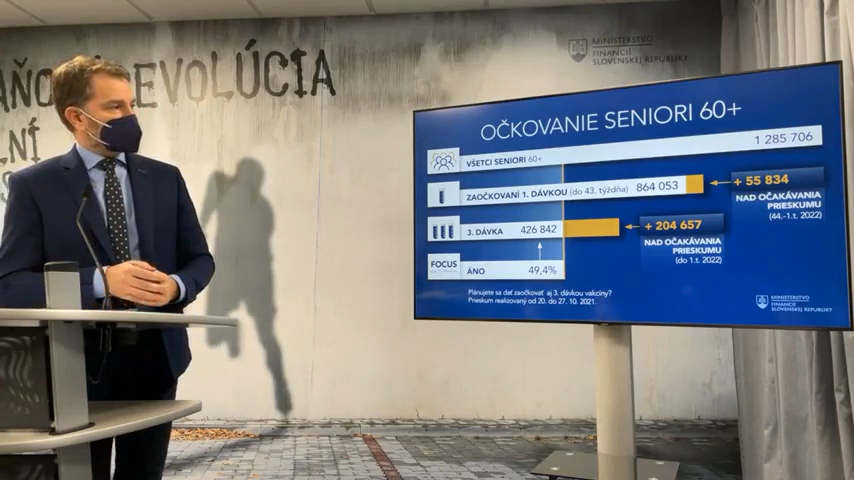 AŇO EVOLÚCIA
LNÍ
MINISTERSTVO
FINANCIÍ
SLOVENSKEJ REPUBLIKY
OČKOVANIE SENIORI 60+
VŠETCI SENIORI 60+
1 285 706
ZAOČKOVANÍ 1. DÁVKOU (do 43. týždňa) 864 053
+ 55 834
NAD OČAKÁVANIA
PRIESKUMU
(44.-1.t. 2022)
3. DÁVKA 426 842
+ 204 657
NAD OČAKÁVANIA
PRIESKUMU
(do 1.t. 2022)
FOCUS
ÁNO 49,4%
Plánujete sa dať zaočkovať aj 3. dávkou vakcíny?
Prieskum realizovaný od 20. do 27. 10. 2021.
MINISTERSTVO
FINANCIÍ
SLOVENSKEJ REPUBLIKY